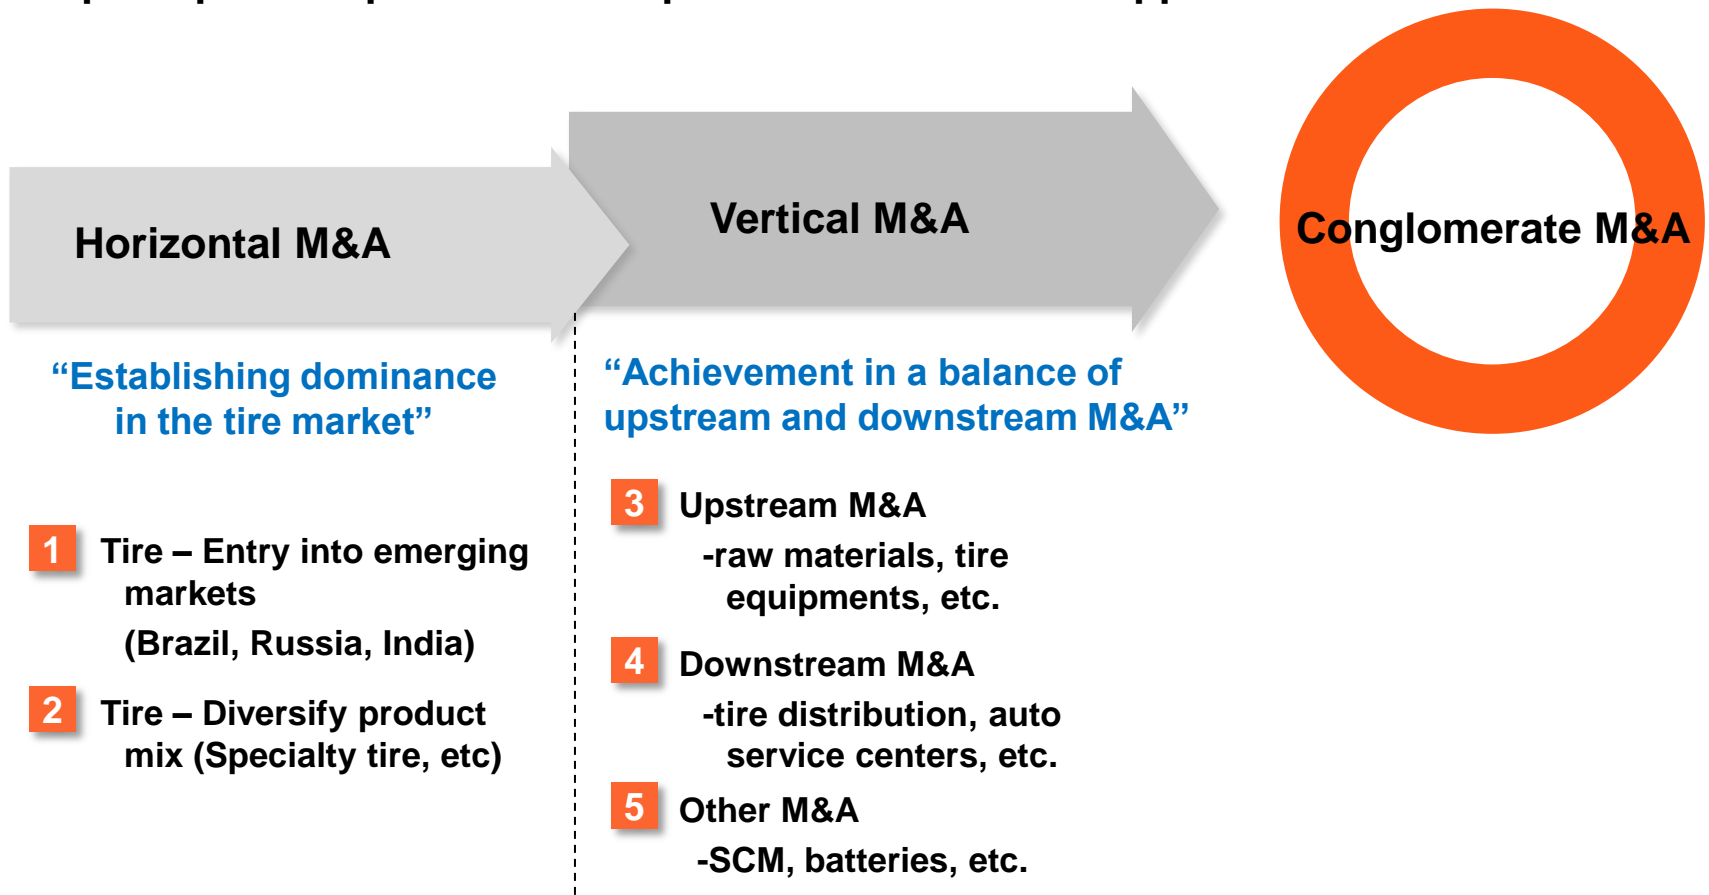 Horizontal M&A
Vertical M&A
Conglomerate M&A
“Establishing dominance
in the tire market”
1 Tire – Entry into emerging
markets
(Brazil, Russia, India)
2 Tire – Diversify product
mix (Specialty tire, etc)
“Achievement in a balance of
upstream and downstream M&A”
3 Upstream M&A
-raw materials, tire
equipments, etc.
4 Downstream M&A
-tire distribution, auto
service centers, etc.
5 Other M&A
-SCM, batteries, etc.